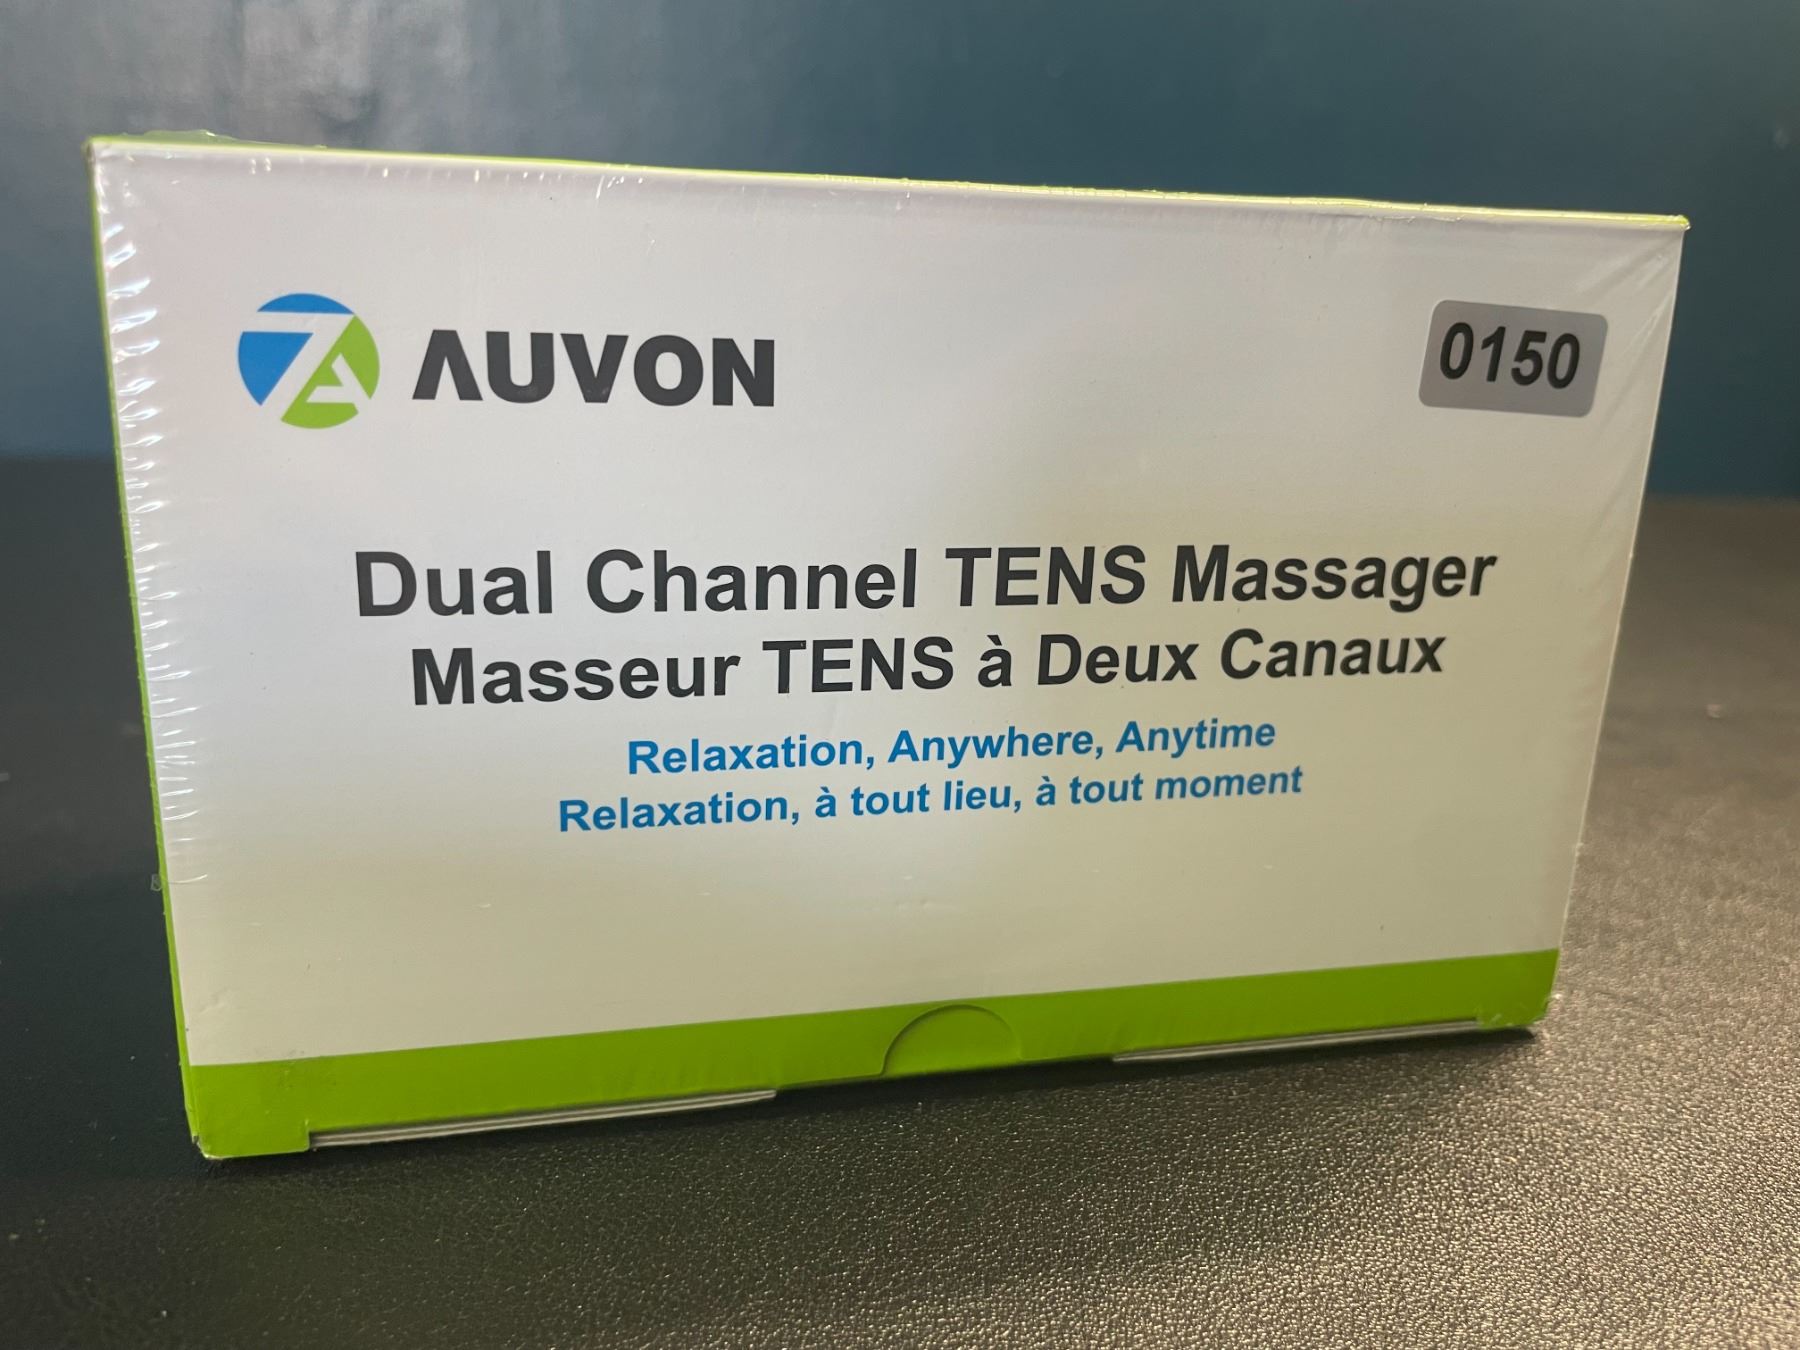 AUVON
0150
Dual Channel TENS Massager
Masseur TENS à Deux Canaux
Relaxation, Anywhere, Anytime
Relaxation, à tout lieu, à tout moment